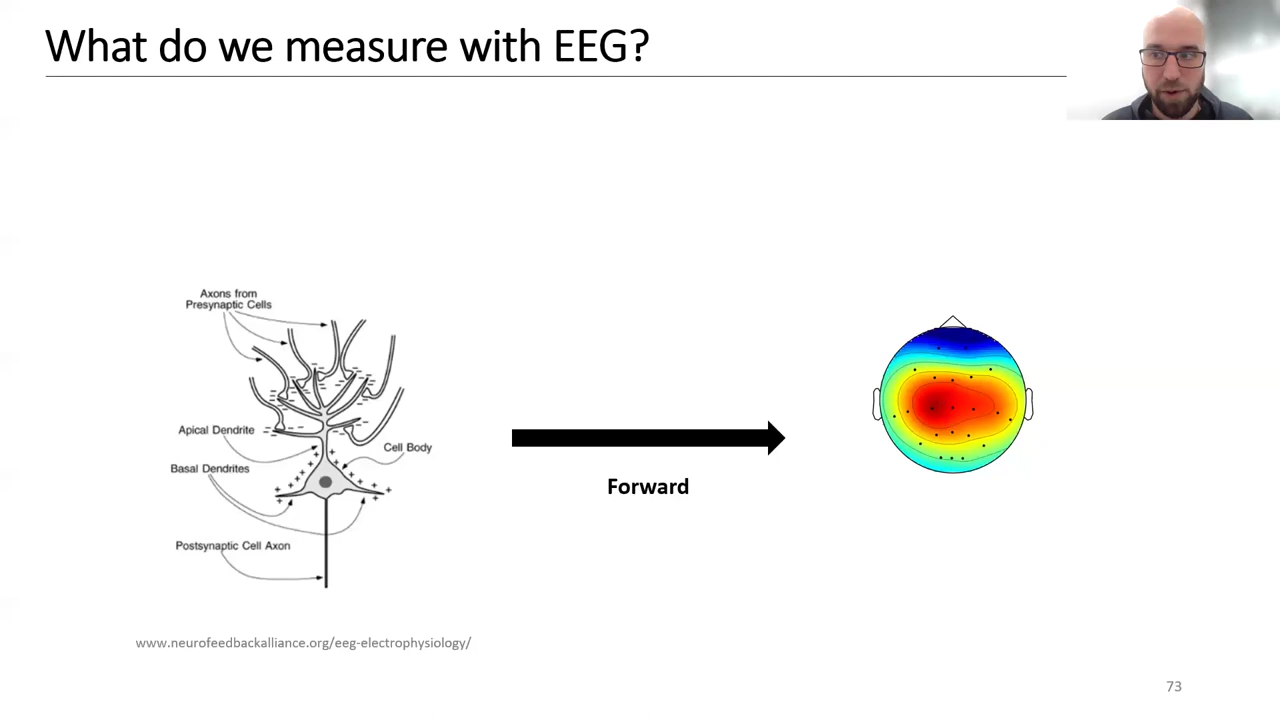 What do we measure with EEG?
Axons from
Presynaptic Cells
Apical Dendrite
Cell Body
Basal Dendrites
Forward
Postsynaptic Cell Axon
www.neurofeedbackalliance.org/eeg-electrophysiology/
73